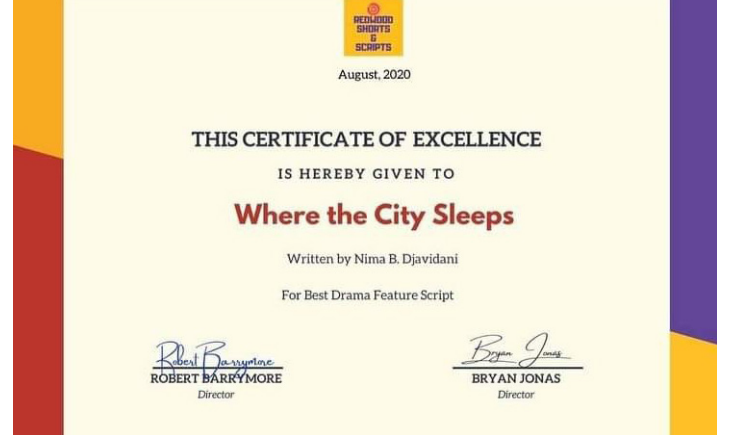 REDWOOD
SHORTS
&
SCRIPTS
August, 2020
THIS CERTIFICATE OF EXCELLENCE
IS HEREBY GIVEN TO
Where the City Sleeps
Written by Nima B. Djavidani
For Best Drama Feature Script
Robert Barrymore
ROBERT BARRYMORE
Director
Bryan Jonas
BRYAN JONAS
Director